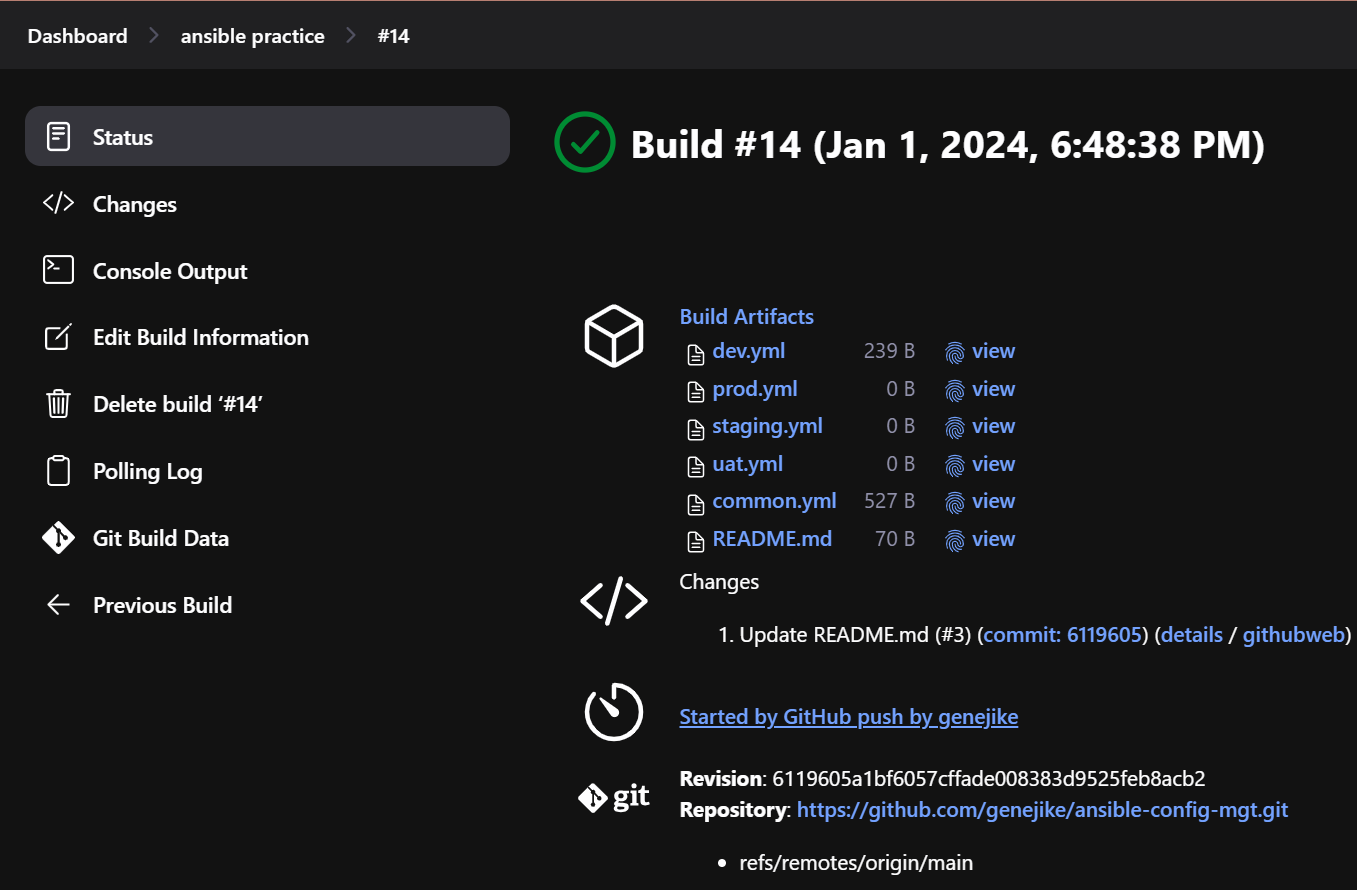 Dashboard > ansible practice > #14
Status
Changes
Console Output
Edit Build Information
Delete build ‘#14’
Polling Log
Git Build Data
Previous Build
Build #14 (Jan 1, 2024, 6:48:38 PM)
Build Artifacts
dev.yml 239 B view
prod.yml 0 B view
staging.yml 0 B view
uat.yml 0 B view
common.yml 527 B view
README.md 70 B view
Changes
1. Update README.md (#3) (commit: 6119605) (details / githubweb)
Started by GitHub push by genejike
git
Revision: 6119605a1bf6057cffade008383d9525feb8acb2
Repository: https://github.com/genejike/ansible-config-mgt.git
• refs/remotes/origin/main